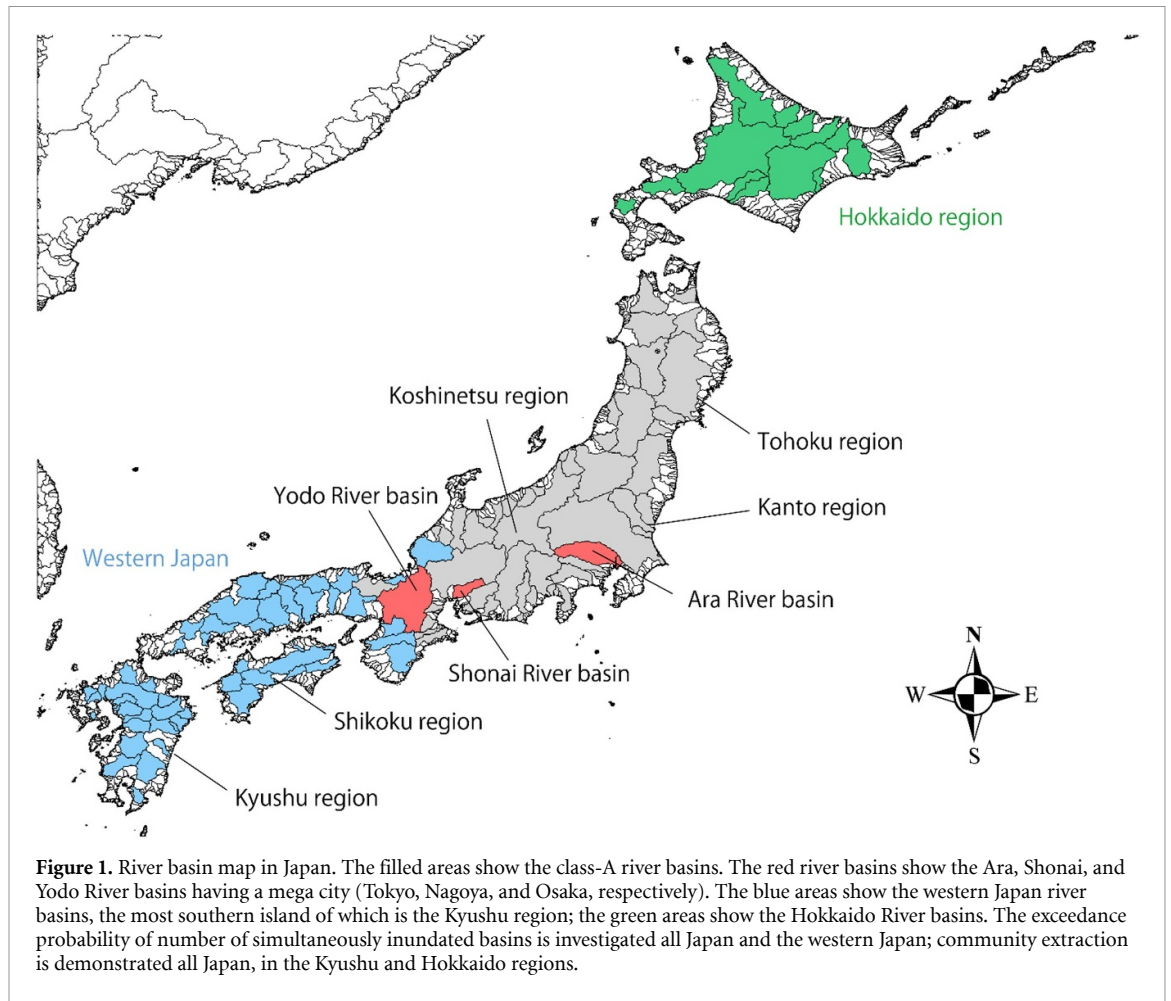 Hokkaido region
Koshinetsu region
Tohoku region
Yodo River basin
Kanto region
Western Japan
Ara River basin
Shonai River basin
Shikoku region
Kyushu region
N
W
E
S
Figure 1. River basin map in Japan. The filled areas show the class-A river basins. The red river basins show the Ara, Shonai, and
Yodo River basins having a mega city (Tokyo, Nagoya, and Osaka, respectively). The blue areas show the western Japan river
basins, the most southern island of which is the Kyushu region; the green areas show the Hokkaido River basins. The exceedance
probability of number of simultaneously inundated basins is investigated all Japan and the western Japan; community extraction
is demonstrated all Japan, in the Kyushu and Hokkaido regions.